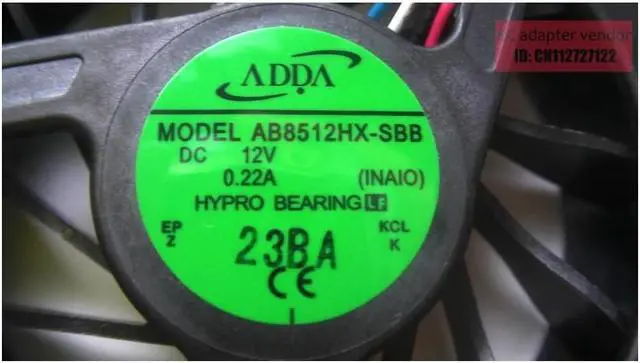 adapter vendor
ID: CN112727122
ADDA
MODEL AB8512HX-SBB
DC 12V
0.22A (INAIO)
HYPRO BEARING LF
EP KCL
Z K
23BA
CE